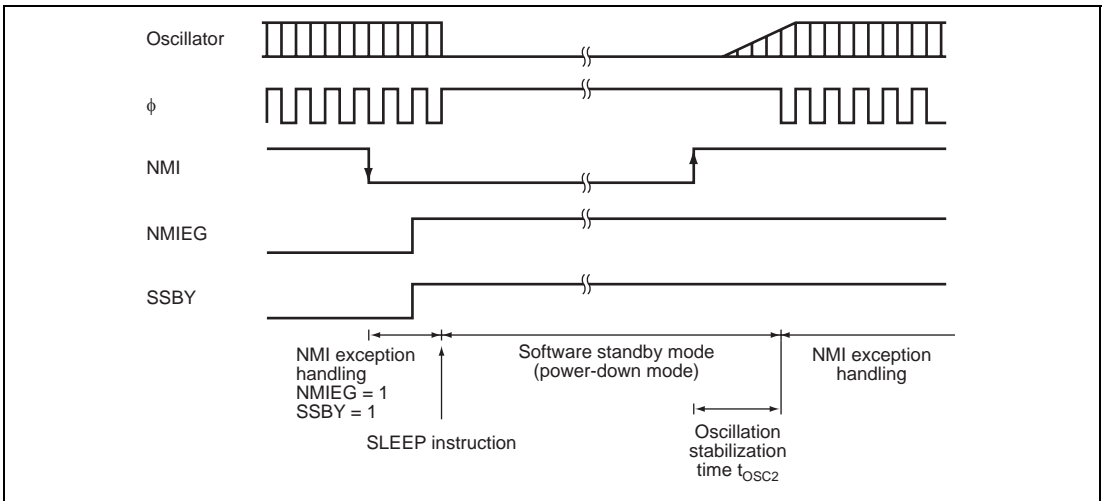 Oscillator
ϕ
NMI
NMIEG
SSBY
NMI exception
handling
NMIEG = 1
SSBY = 1
Software standby mode
(power-down mode)
NMI exception
handling
SLEEP instruction
Oscillation
stabilization
time tOSC2